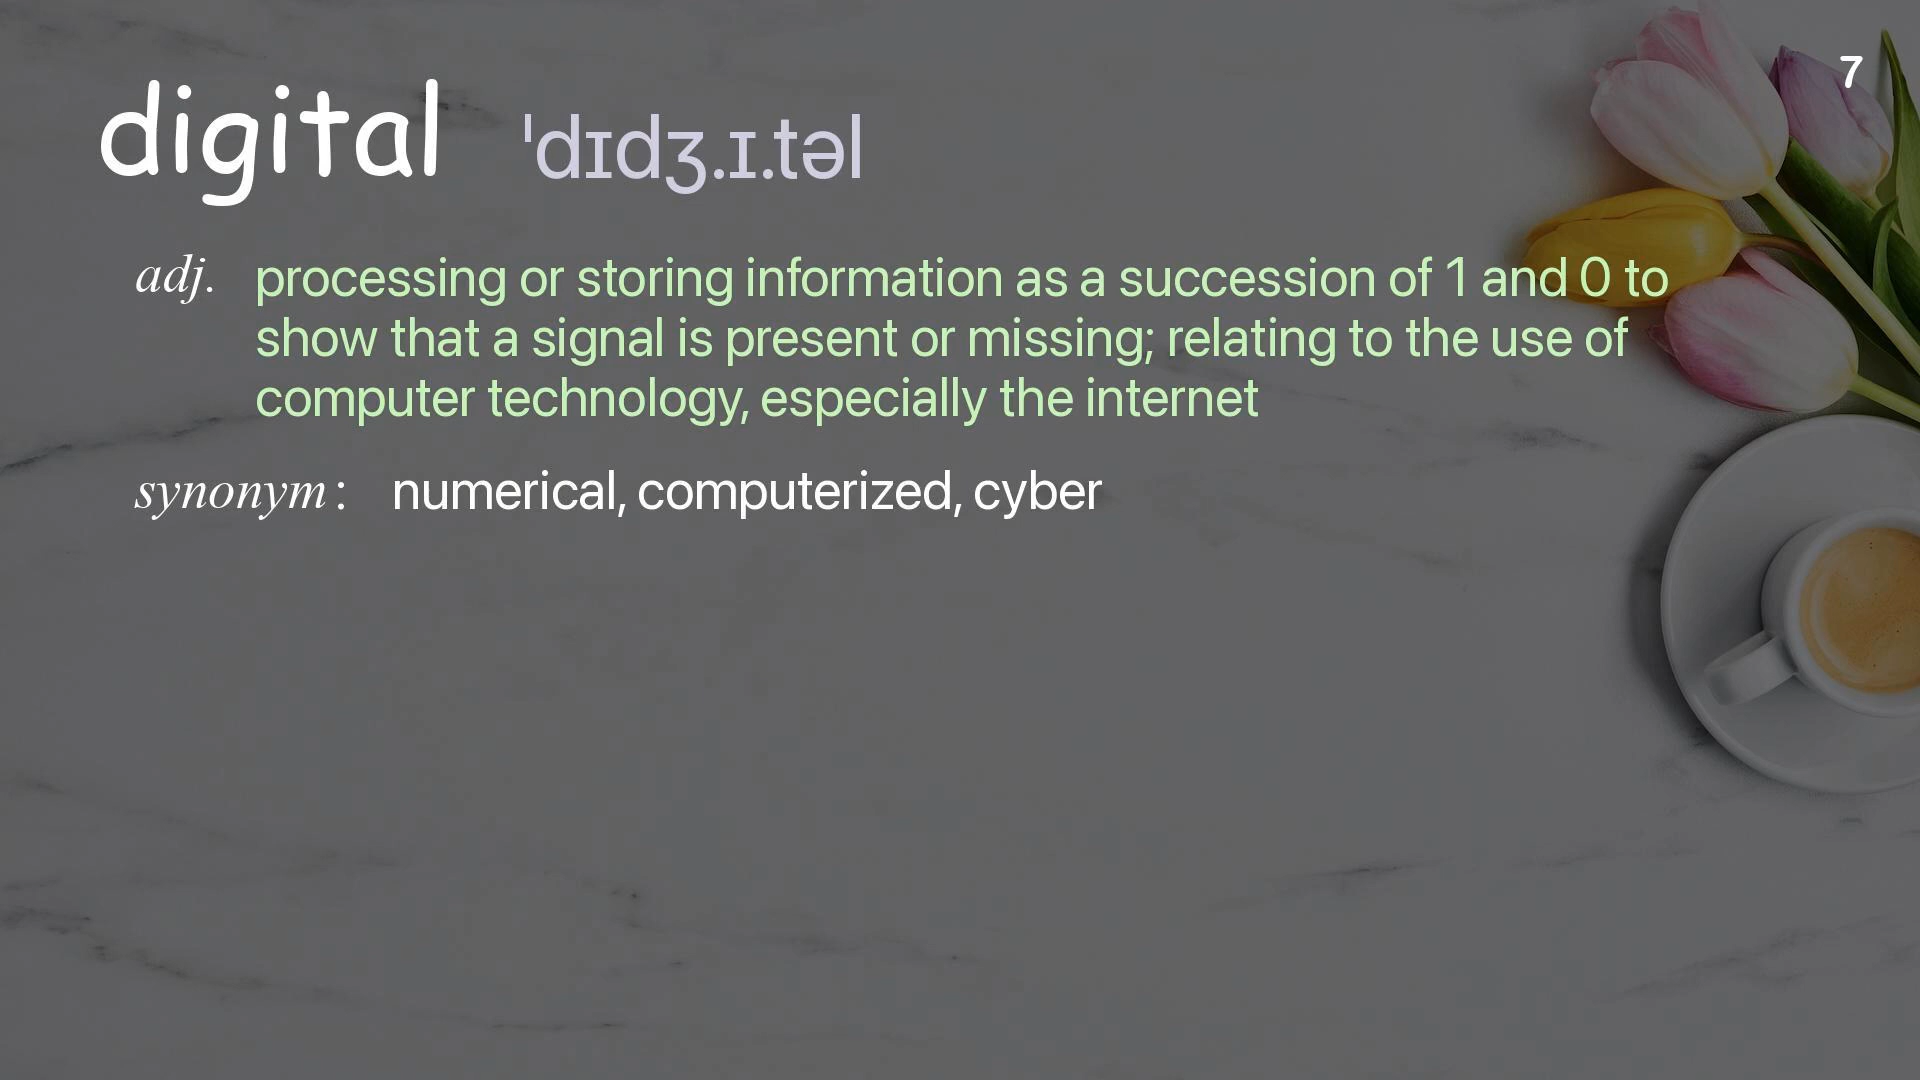 7
digital ˈdɪdʒ.ɪ.təl
adj. processing or storing information as a succession of 1 and 0 to
show that a signal is present or missing; relating to the use of
computer technology, especially the internet
synonym: numerical, computerized, cyber